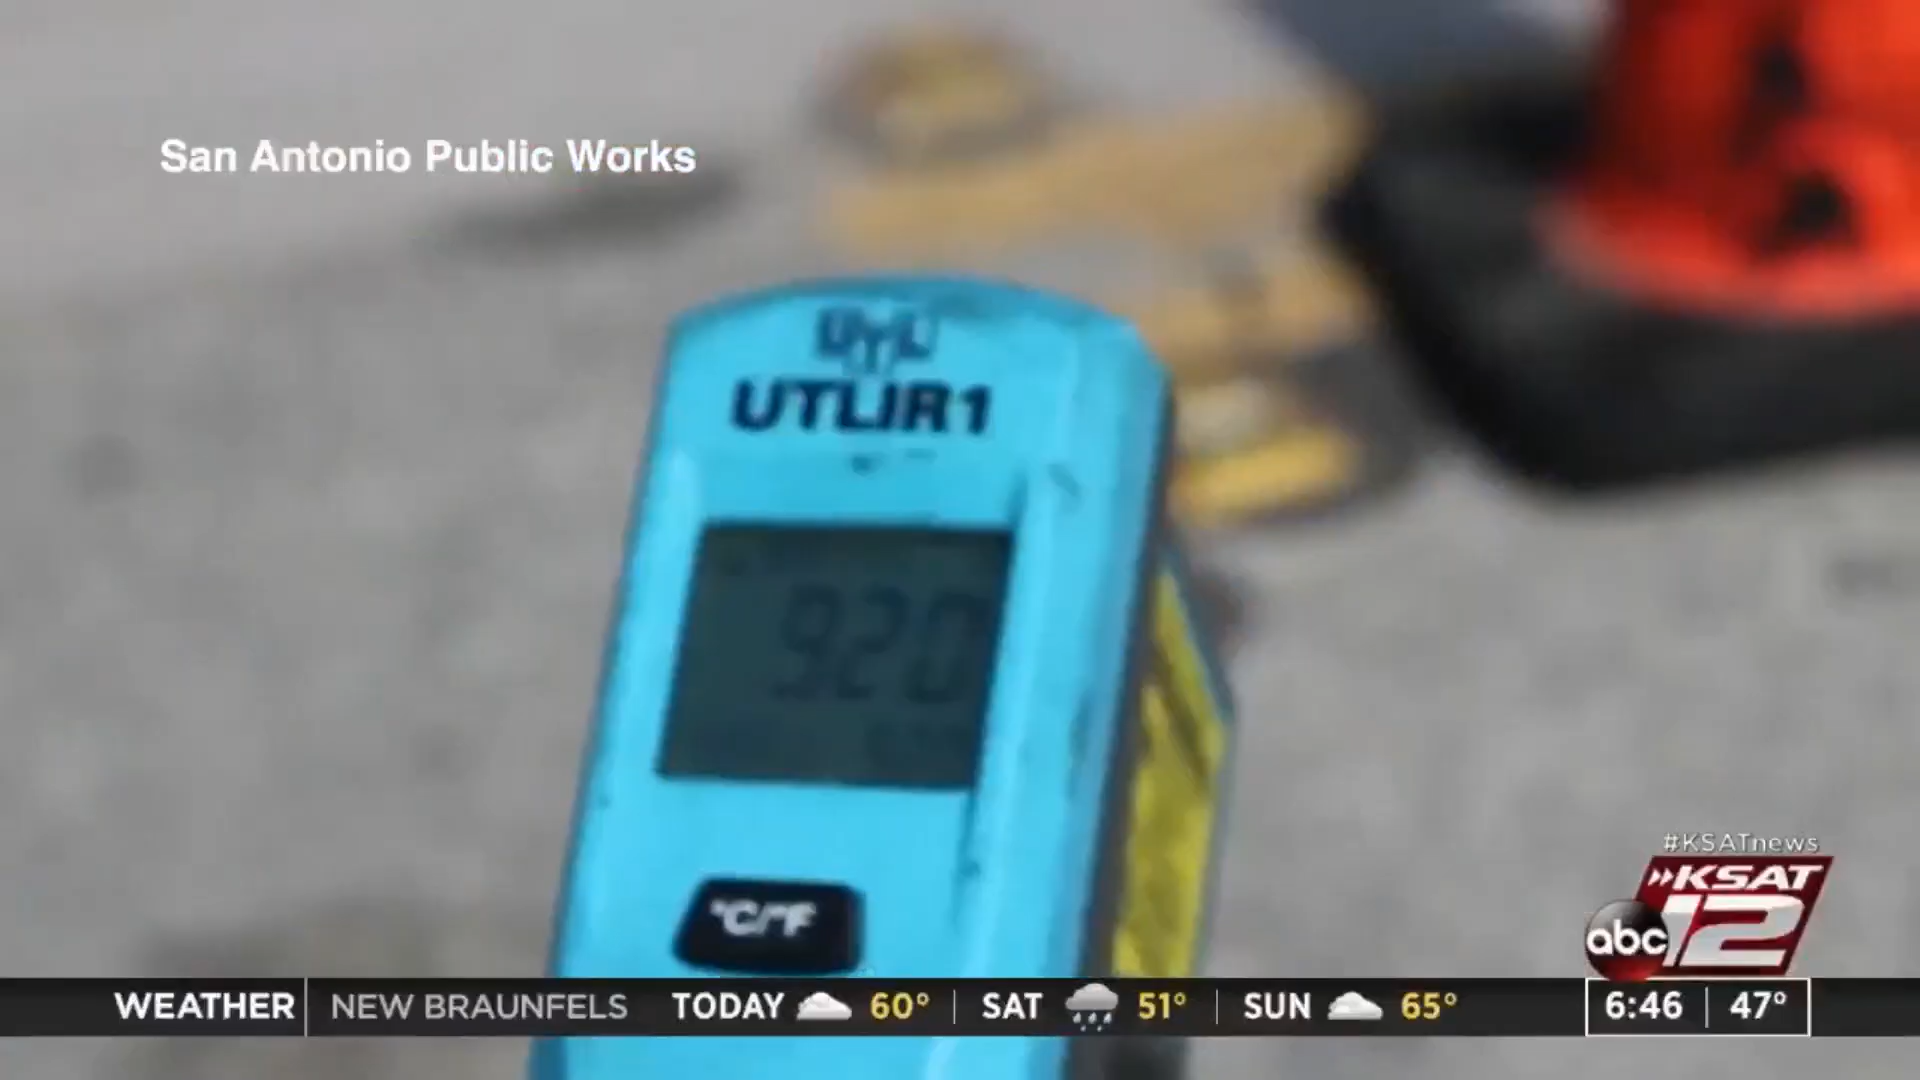 San Antonio Public Works
UTLIR1
920
°C/°F
#KSATnews
KSAT
abc 12
WEATHER NEW BRAUNFELS TODAY 60° SAT 51° SUN 65° 6:46 47°